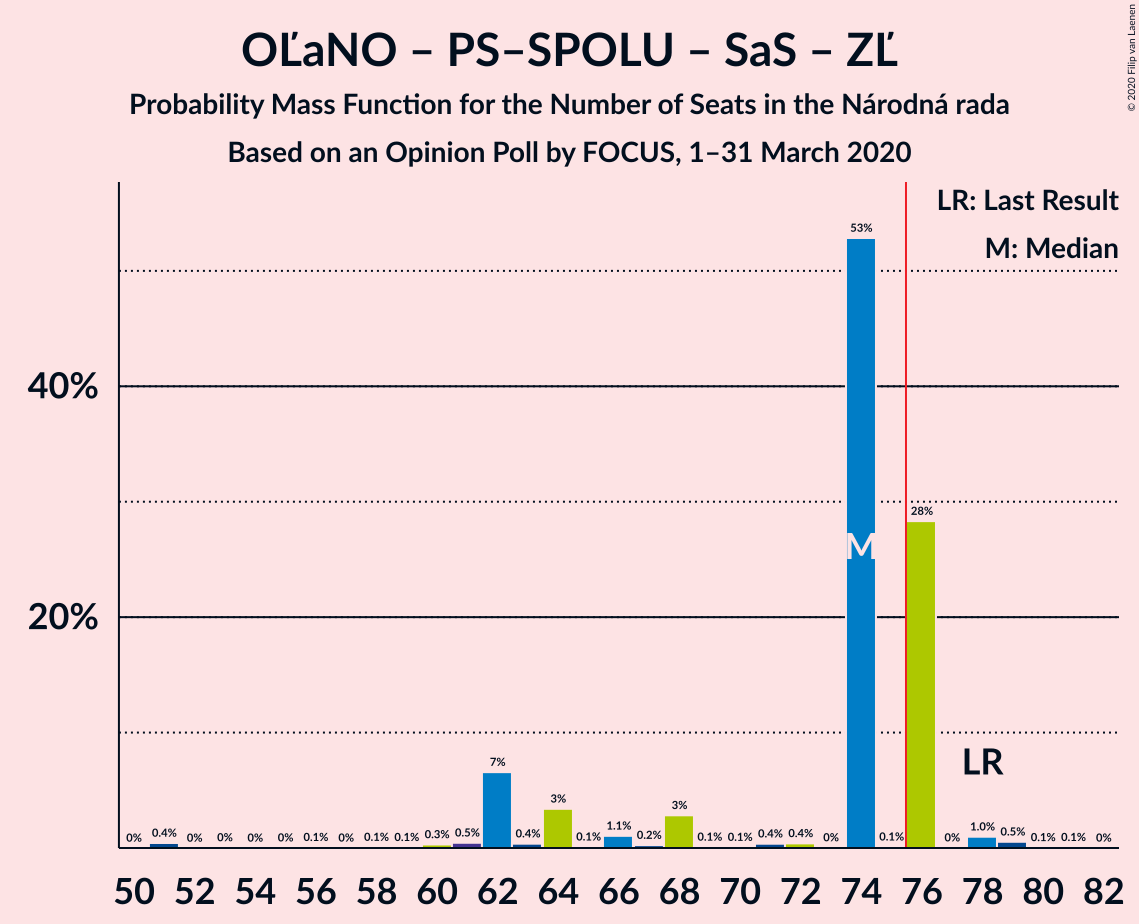 OĽaNO – PS–SPOLU – SaS – ZĽ
Probability Mass Function for the Number of Seats in the Národná rada
Based on an Opinion Poll by FOCUS, 1–31 March 2020
© 2020 Filip van Laenen
LR: Last Result
M: Median
40%
20%
0% 0.4% 0% 0% 0% 0% 0.1% 0% 0.1% 0.1% 0.3% 0.5% 7% 0.4% 3% 0.1% 1.1% 0.2% 3% 0.1% 0.1% 0.4% 0.4% 0% 53% 0.1% 28% 0% 1.0% 0.5% 0.1% 0.1% 0%
M
LR
50 52 54 56 58 60 62 64 66 68 70 72 74 76 78 80 82